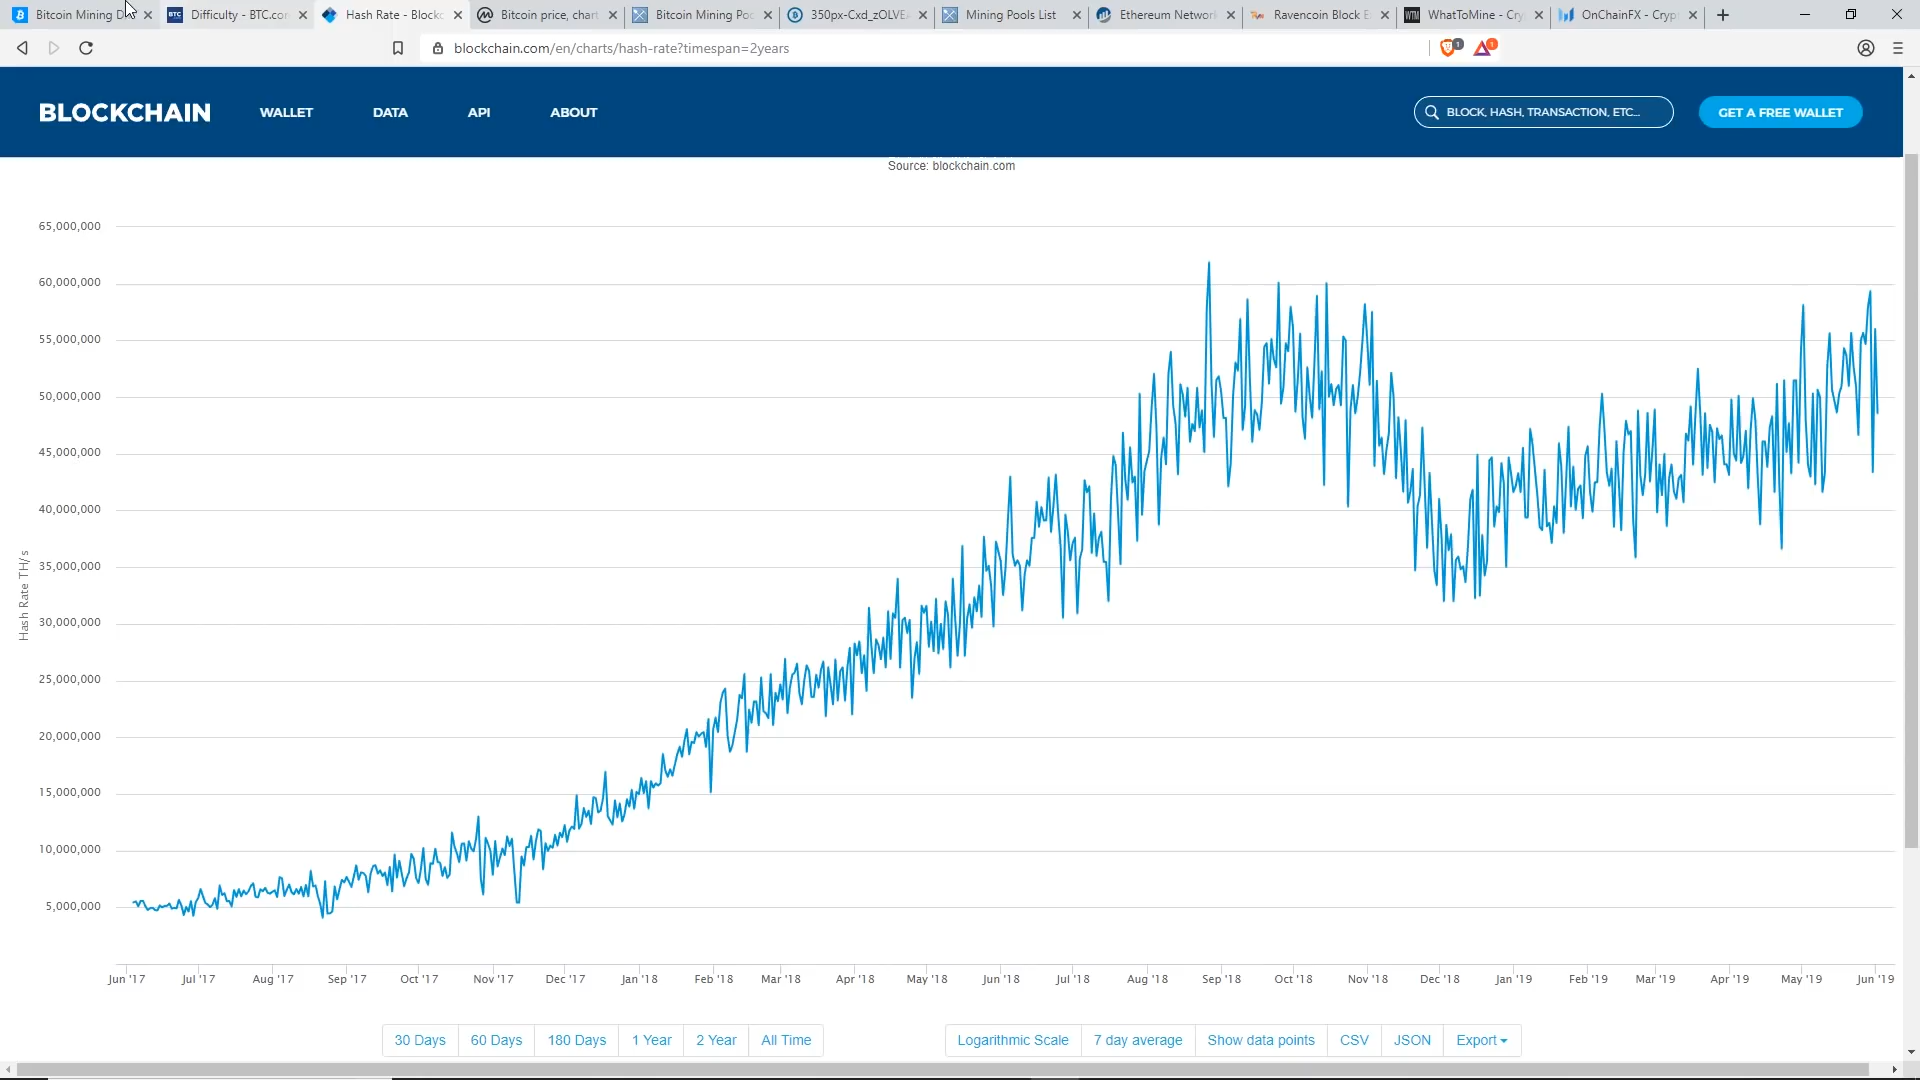 Bitcoin Mining D
Difficulty - BTC.com
Hash Rate - Blockc
Bitcoin price, chart
Bitcoin Mining Poo
350px-Cxd_zOLVEA
Mining Pools List
Ethereum Network
Ravencoin Block E
WhatToMine - Cry
OnChainFX - Cryp
blockchain.com/en/charts/hash-rate?timespan=2years
1
1
BLOCKCHAIN
WALLET
DATA
API
ABOUT
BLOCK, HASH, TRANSACTION, ETC...
GET A FREE WALLET
Source: blockchain.com
65,000,000
60,000,000
55,000,000
50,000,000
45,000,000
40,000,000
35,000,000
30,000,000
25,000,000
20,000,000
15,000,000
10,000,000
5,000,000
Hash Rate TH/s
Jun '17 Jul '17 Aug '17 Sep '17 Oct '17 Nov '17 Dec '17 Jan '18 Feb '18 Mar '18 Apr '18 May '18 Jun '18 Jul '18 Aug '18 Sep '18 Oct '18 Nov '18 Dec '18 Jan '19 Feb '19 Mar '19 Apr '19 May '19 Jun '19
30 Days 60 Days 180 Days 1 Year 2 Year All Time
Logarithmic Scale 7 day average Show data points CSV JSON Export